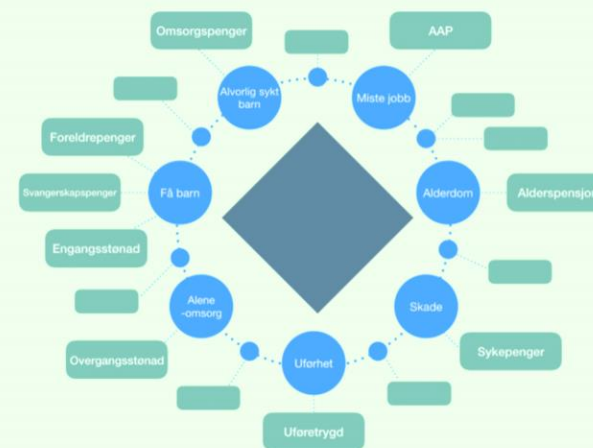 Omsorgspenger
AAP
Alvorlig sykt
barn
Miste jobb
Foreldrepenger
Svangerskapspenger
Få barn
Alderdom
Alderspensjon
Engangsstønad
Alene
-omsorg
Skade
Overgangsstønad
Sykepenger
Uførhet
Uføretrygd